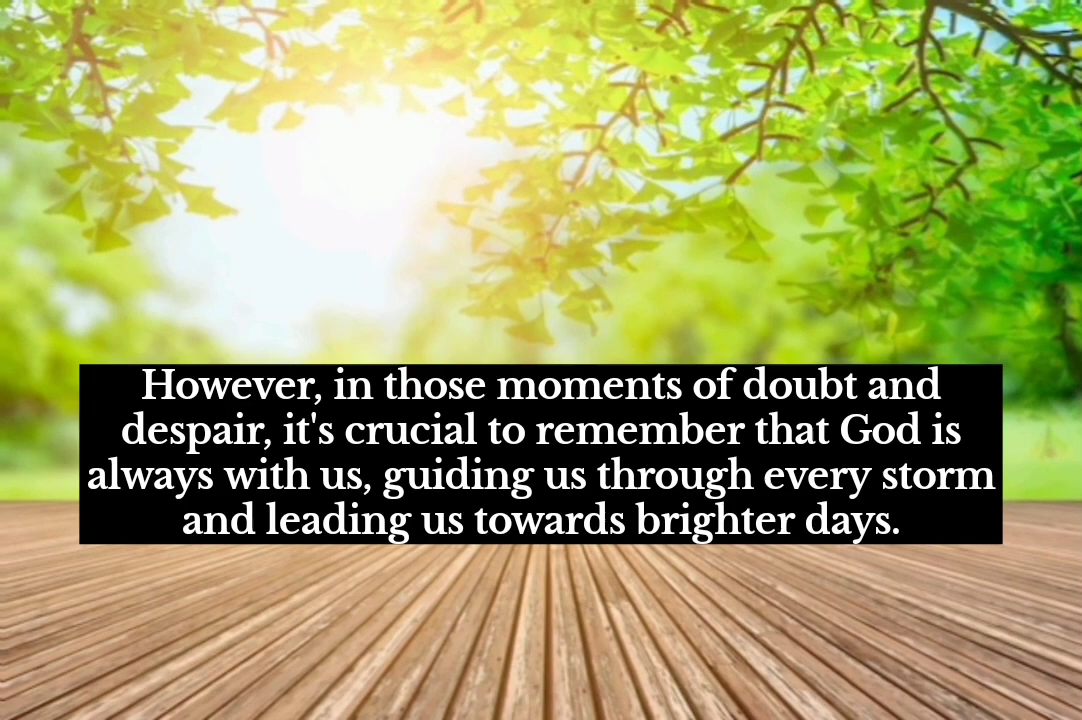 However, in those moments of doubt and
despair, it's crucial to remember that God is
always with us, guiding us through every storm
and leading us towards brighter days.